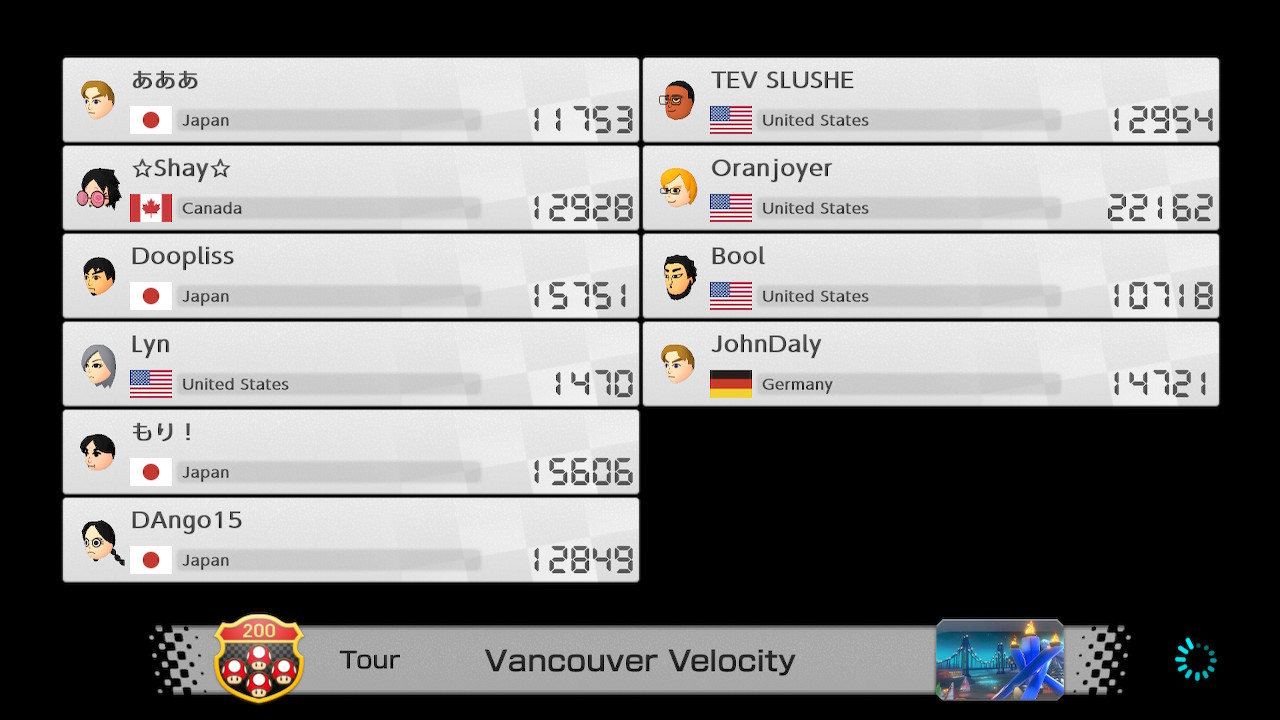 あああ
Japan 11753
☆Shay☆
Canada 12928
Doopliss
Japan 15751
Lyn
United States 1470
もり！
Japan 15606
DAngo15
Japan 12849
TEV SLUSHE
United States 12954
Oranjoyer
United States 22162
Bool
United States 10718
JohnDaly
Germany 14721
200
Tour Vancouver Velocity